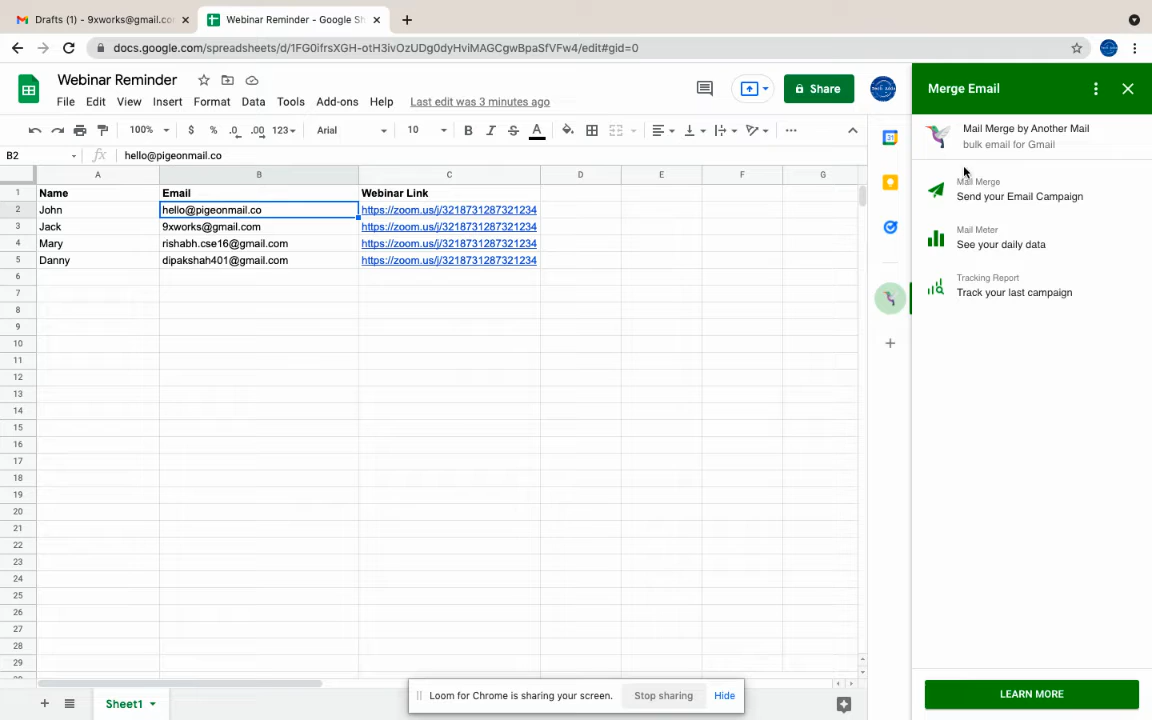 Drafts (1) - 9xworks@gmail.co
Webinar Reminder - Google Sh
docs.google.com/spreadsheets/d/1FG0ifrsXGH-otH3ivOzUDg0dyHviMAGCgwBpaSfVFw4/edit#gid=0
Webinar Reminder
File Edit View Insert Format Data Tools Add-ons Help Last edit was 3 minutes ago
Share
100% $ % .0 .00 123 Arial 10 B I S A
B2 fx hello@pigeonmail.co
A B C D E F G
1 Name Email Webinar Link
2 John hello@pigeonmail.co https://zoom.us/j/3218731287321234
3 Jack 9xworks@gmail.com https://zoom.us/j/3218731287321234
4 Mary rishabh.cse16@gmail.com https://zoom.us/j/3218731287321234
5 Danny dipakshah401@gmail.com https://zoom.us/j/3218731287321234
6
7
8
9
10
11
12
13
14
15
16
17
18
19
20
21
22
23
24
25
26
27
28
29
Sheet1
Loom for Chrome is sharing your screen. Stop sharing Hide
Merge Email
Mail Merge by Another Mail
bulk email for Gmail
Mail Merge
Send your Email Campaign
Mail Meter
See your daily data
Tracking Report
Track your last campaign
LEARN MORE